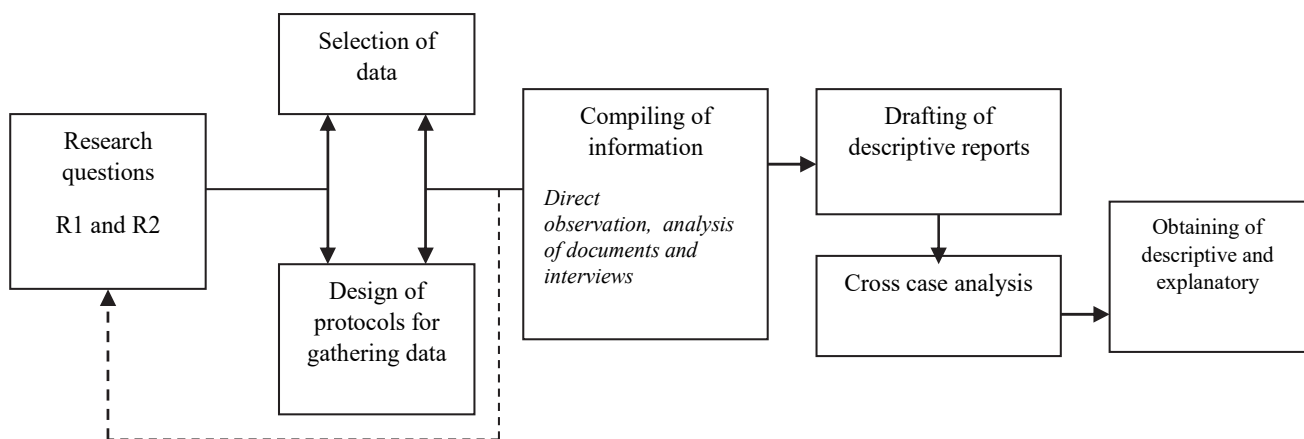 Research
questions
R1 and R2
Selection of
data
Design of
protocols for
gathering data
Compiling of
information
Direct
observation, analysis
of documents and
interviews
Drafting of
descriptive reports
Cross case analysis
Obtaining of
descriptive and
explanatory